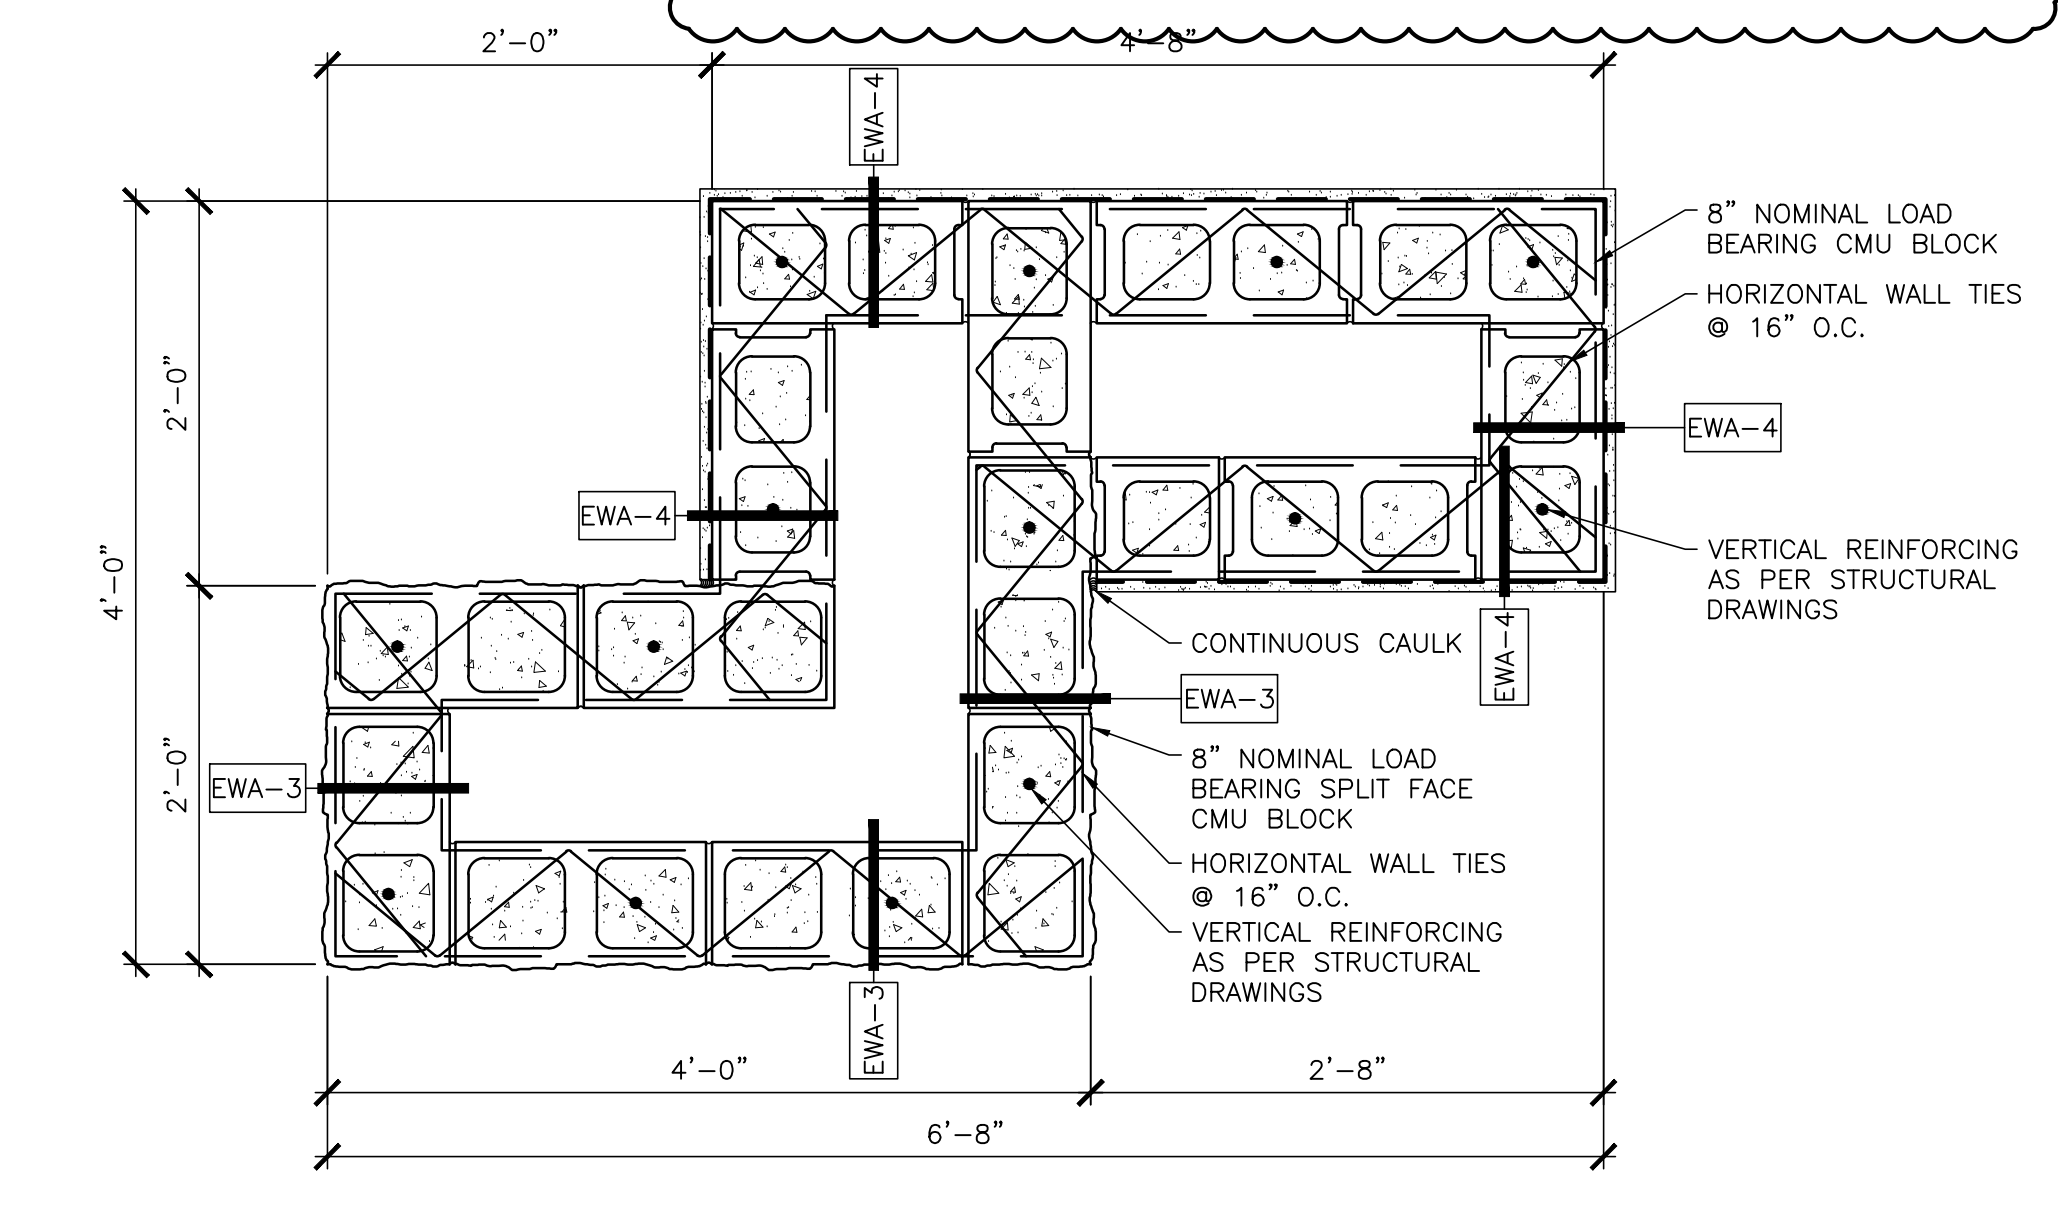 2'-0"
4'-8"
EWA-4
8" NOMINAL LOAD
BEARING CMU BLOCK
HORIZONTAL WALL TIES
@ 16" O.C.
2'-0"
EWA-4
EWA-4
4'-0"
VERTICAL REINFORCING
AS PER STRUCTURAL
DRAWINGS
CONTINUOUS CAULK
EWA-4
EWA-3
2'-0"
EWA-3
8" NOMINAL LOAD
BEARING SPLIT FACE
CMU BLOCK
HORIZONTAL WALL TIES
@ 16" O.C.
VERTICAL REINFORCING
AS PER STRUCTURAL
DRAWINGS
EWA-3
4'-0"
2'-8"
6'-8"